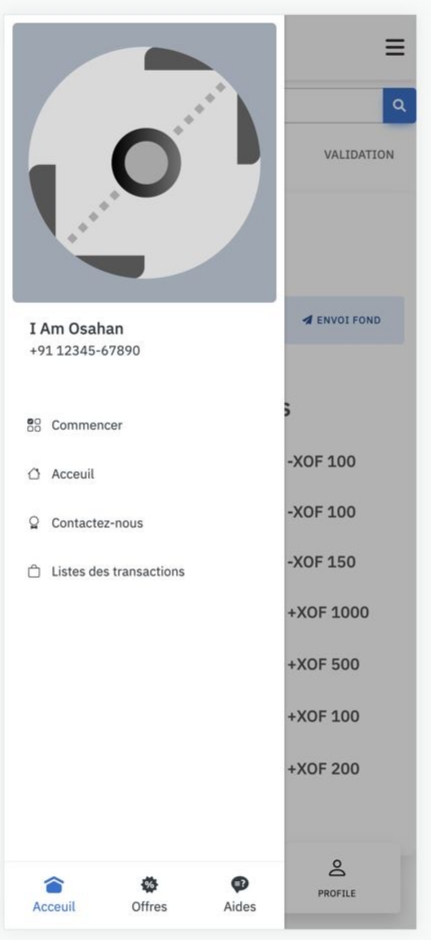 VALIDATION
I Am Osahan
+91 12345-67890
ENVOI FOND
Commencer
Acceuil
Contactez-nous
Listes des transactions
S
-XOF 100
-XOF 100
-XOF 150
+XOF 1000
+XOF 500
+XOF 100
+XOF 200
Acceuil
Offres
Aides
PROFILE